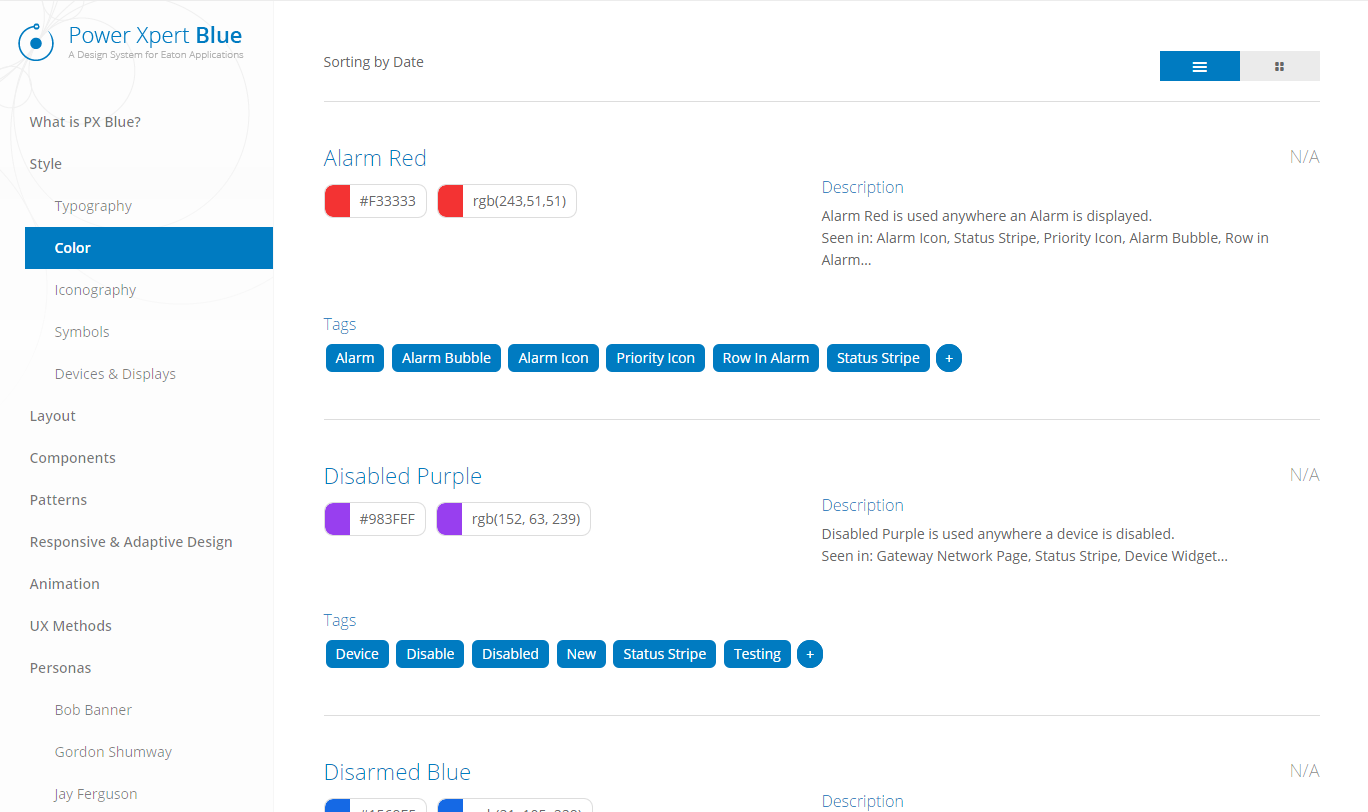 Power Xpert Blue
A Design System for Eaton Applications
What is PX Blue?
Style
Typography
Color
Iconography
Symbols
Devices & Displays
Layout
Components
Patterns
Responsive & Adaptive Design
Animation
UX Methods
Personas
Bob Banner
Gordon Shumway
Jay Ferguson
Sorting by Date
Alarm Red
N/A
#F33333
rgb(243,51,51)
Description
Alarm Red is used anywhere an Alarm is displayed.
Seen in: Alarm Icon, Status Stripe, Priority Icon, Alarm Bubble, Row in
Alarm...
Tags
Alarm Alarm Bubble Alarm Icon Priority Icon Row In Alarm Status Stripe +
Disabled Purple
N/A
#983FEF
rgb(152, 63, 239)
Description
Disabled Purple is used anywhere a device is disabled.
Seen in: Gateway Network Page, Status Stripe, Device Widget...
Tags
Device Disable Disabled New Status Stripe Testing +
Disarmed Blue
N/A
Description